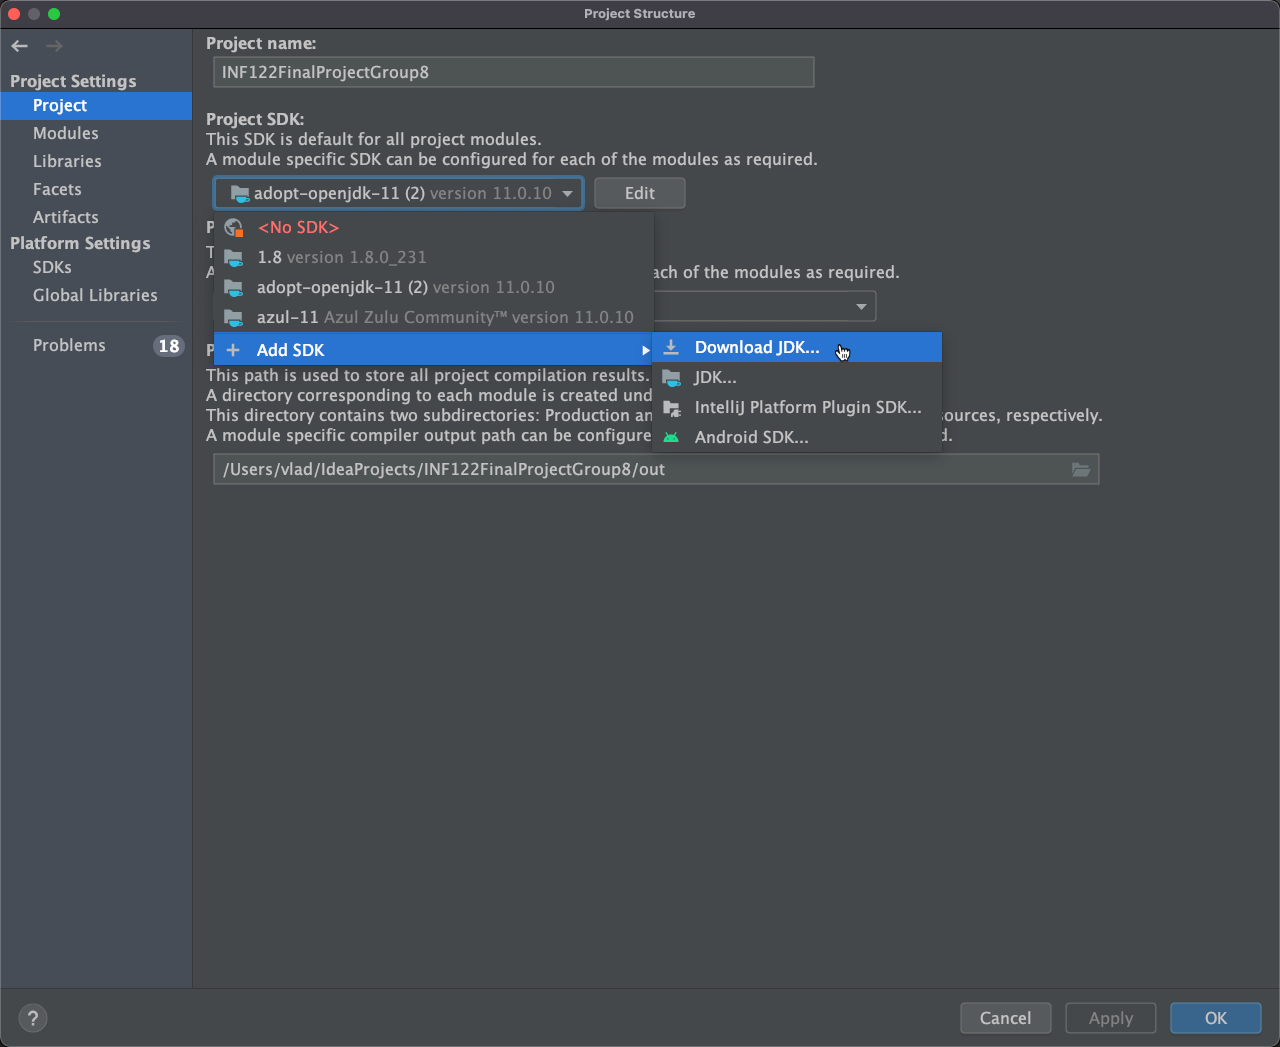 Project Structure
Project Settings
Project
Modules
Libraries
Facets
Artifacts
Platform Settings
SDKs
Global Libraries
Problems 18
Project name:
INF122FinalProjectGroup8
Project SDK:
This SDK is default for all project modules.
A module specific SDK can be configured for each of the modules as required.
adopt-openjdk-11 (2) version 11.0.10
Edit
<No SDK>
1.8 version 1.8.0_231
adopt-openjdk-11 (2) version 11.0.10
of the modules as required.
azul-11 Azul Zulu Community™ version 11.0.10
Add SDK
Download JDK...
JDK...
IntelliJ Platform Plugin SDK...
Android SDK...
This path is used to store all project compilation results.
A directory corresponding to each module is created
This directory contains two subdirectories: Production
respectively.
A module specific compiler output path can be
/Users/vlad/IdeaProjects/INF122FinalProjectGroup8/out
?
Cancel
Apply
OK